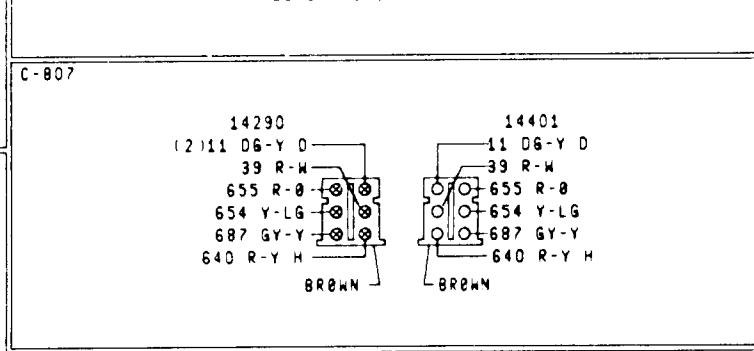 C-807
14290
(2)11 DG-Y D
39 R-W
655 R-O
654 Y-LG
687 GY-Y
640 R-Y H
BROWN
14401
11 DG-Y D
39 R-W
655 R-O
654 Y-LG
687 GY-Y
640 R-Y H
BROWN